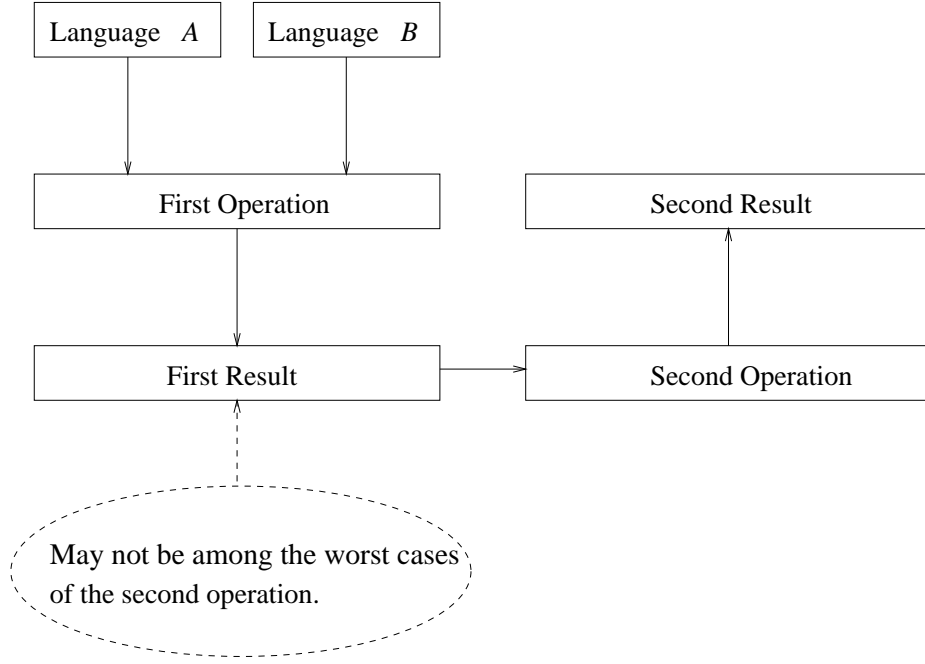 Language A
Language B
First Operation
Second Result
First Result
Second Operation
May not be among the worst cases
of the second operation.